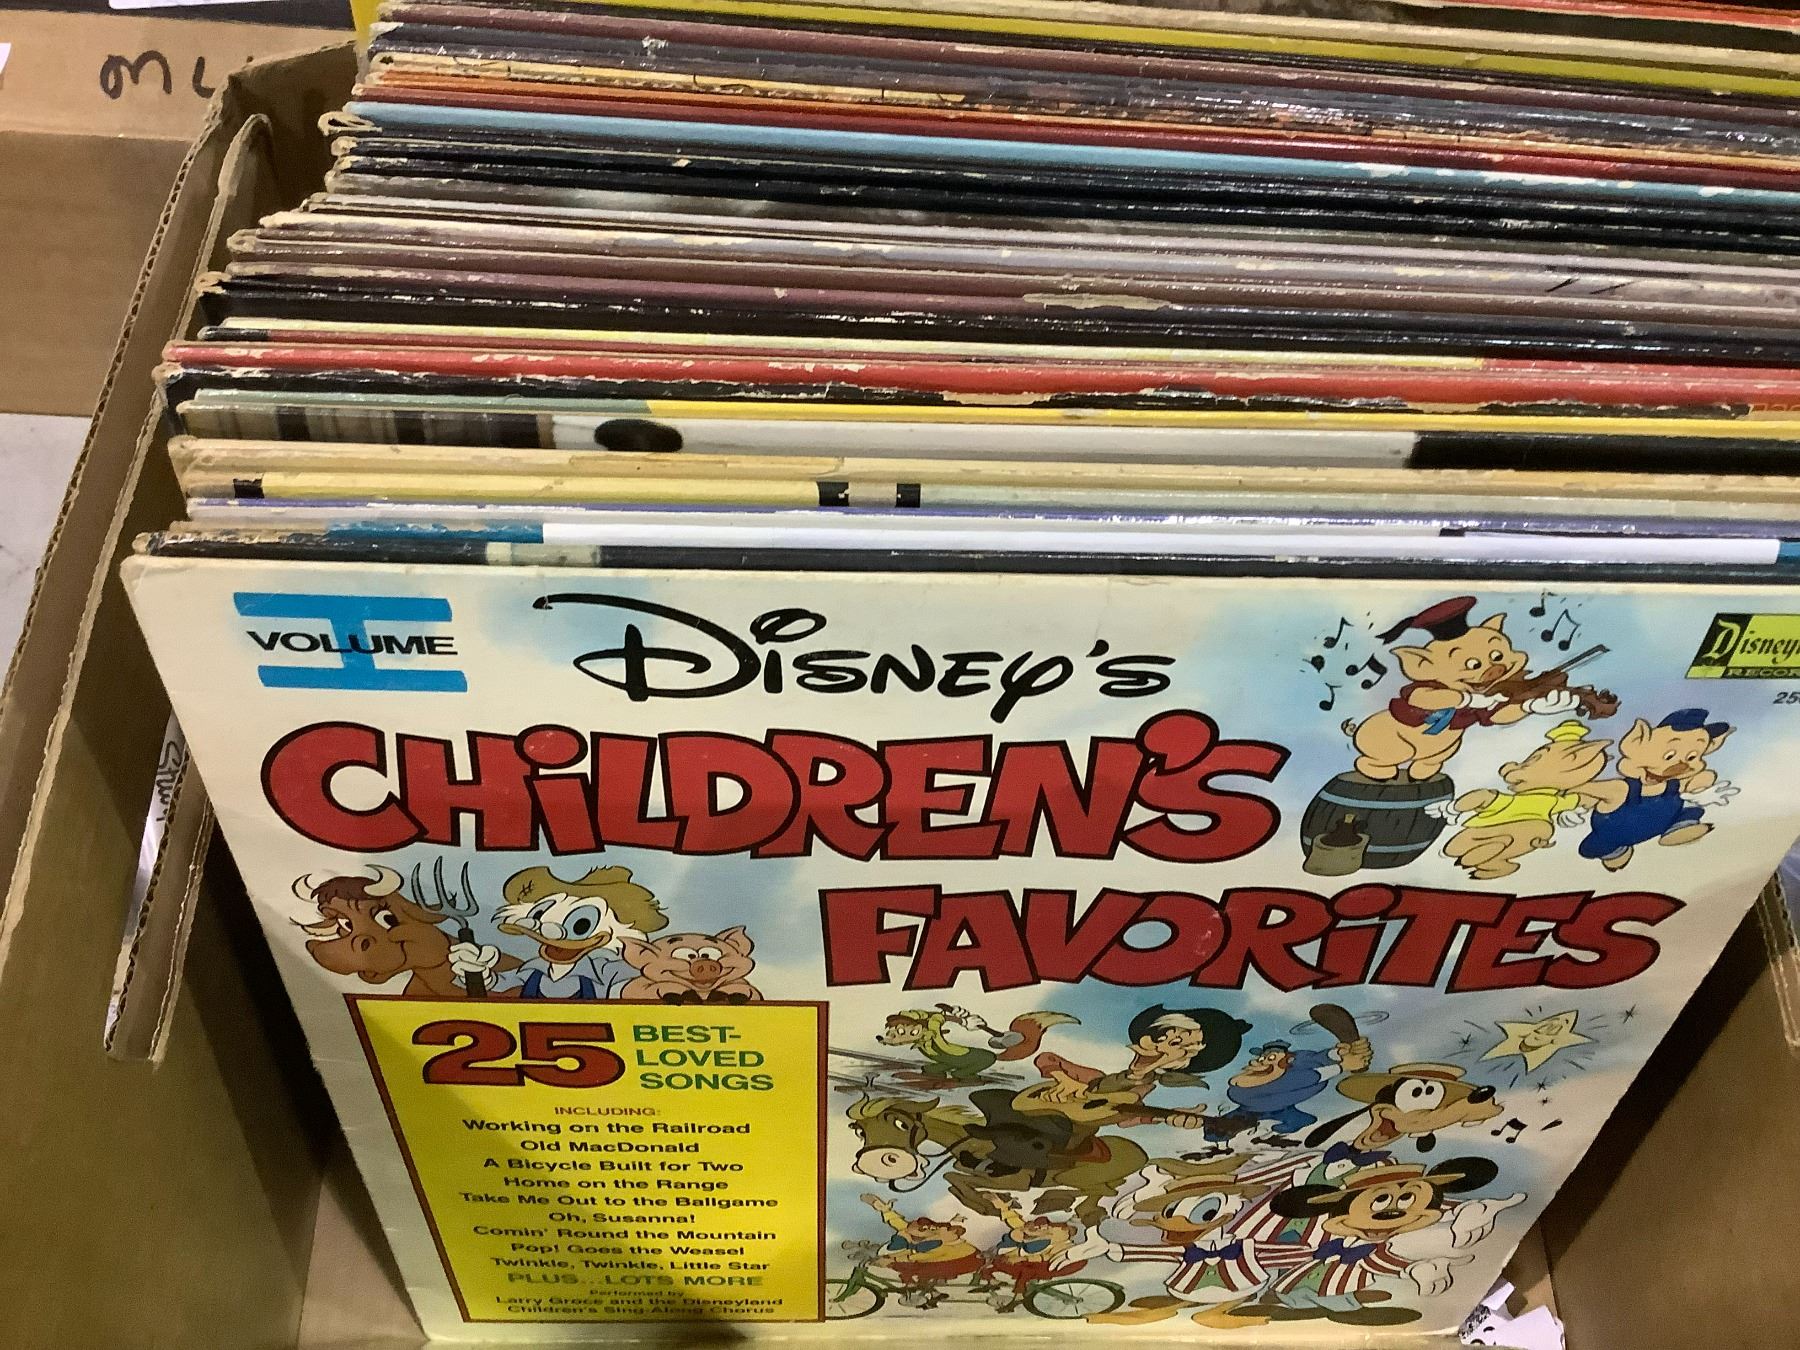 VOLUME I
DISNEY'S
CHILDREN'S
FAVORITES
25 BEST-
LOVED
SONGS
INCLUDING:
Working on the Railroad
Old MacDonald
A Bicycle Built for Two
Home on the Range
Take Me Out to the Ballgame
Oh, Susanna!
Comin' Round the Mountain
Pop! Goes the Weasel
Twinkle, Twinkle, Little Star
PLUS...LOTS MORE
Performed by
Larry Groce and the Disneyland
Children's Sing-Along Chorus